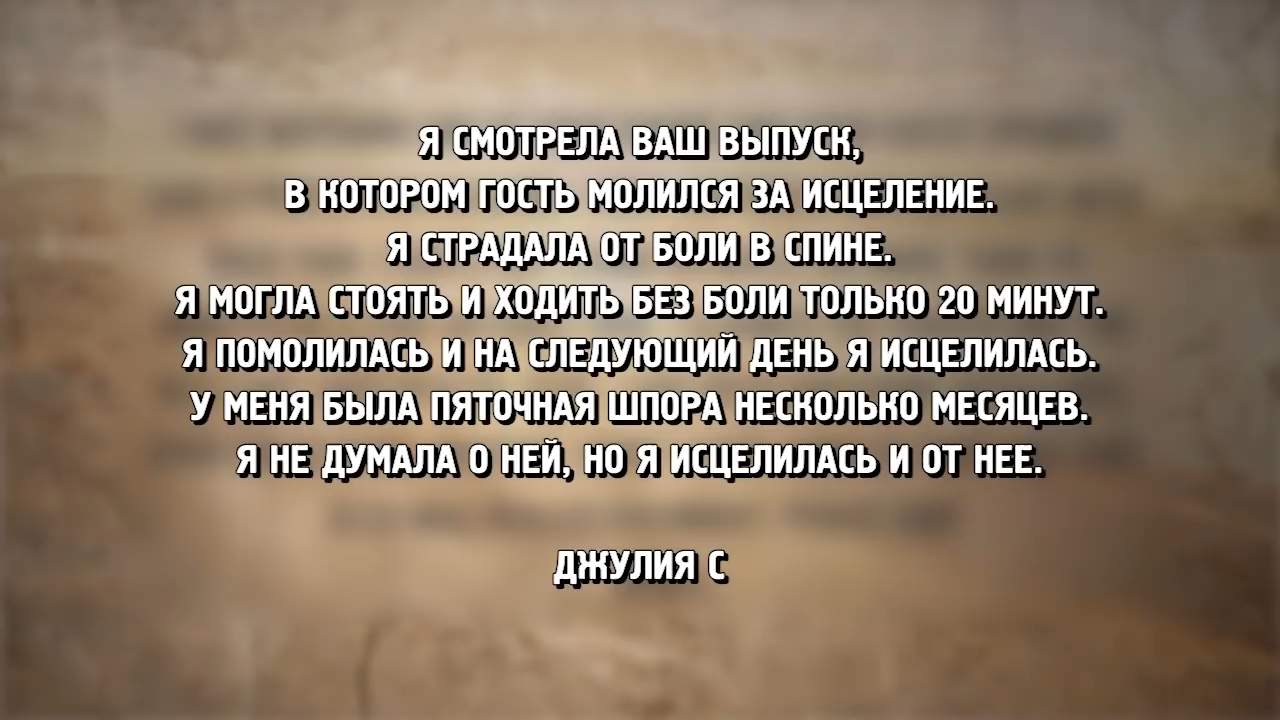 Я СМОТРЕЛА ВАШ ВЫПУСК,
В КОТОРОМ ГОСТЬ МОЛИЛСЯ ЗА ИСЦЕЛЕНИЕ.
Я СТРАДАЛА ОТ БОЛИ В СПИНЕ.
Я МОГЛА СТОЯТЬ И ХОДИТЬ БЕЗ БОЛИ ТОЛЬКО 20 МИНУТ.
Я ПОМОЛИЛАСЬ И НА СЛЕДУЮЩИЙ ДЕНЬ Я ИСЦЕЛИЛАСЬ.
У МЕНЯ БЫЛА ПЯТОЧНАЯ ШПОРА НЕСКОЛЬКО МЕСЯЦЕВ.
Я НЕ ДУМАЛА О НЕЙ, НО Я ИСЦЕЛИЛАСЬ И ОТ НЕЕ.
ДЖУЛИЯ С